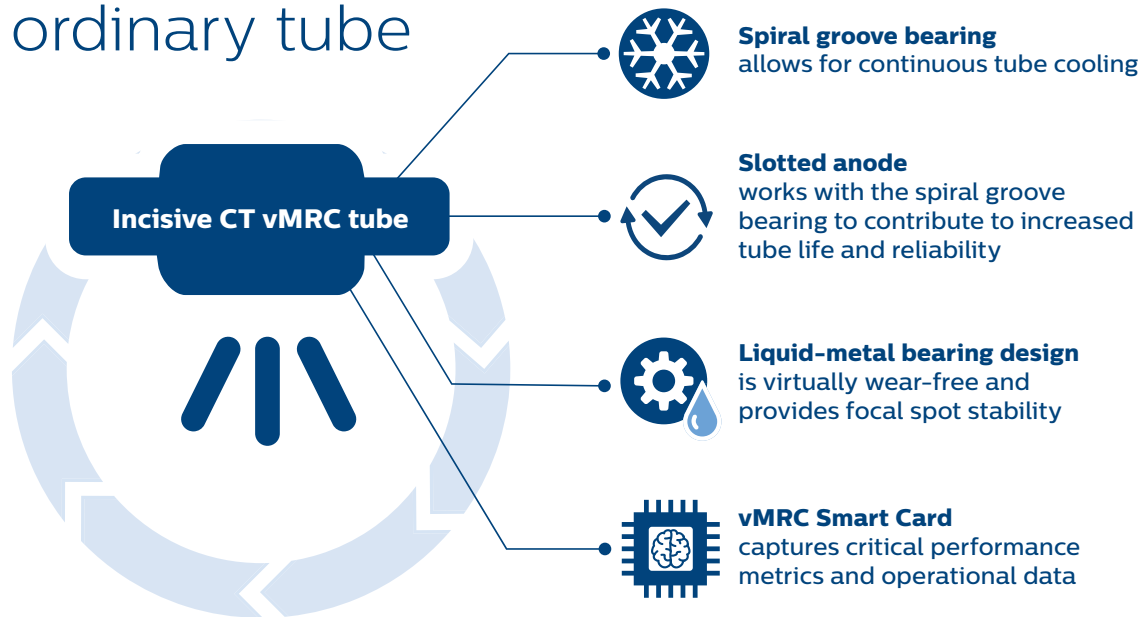 ordinary tube
Incisive CT vMRC tube
Spiral groove bearing
allows for continuous tube cooling
Slotted anode
works with the spiral groove
bearing to contribute to increased
tube life and reliability
Liquid-metal bearing design
is virtually wear-free and
provides focal spot stability
vMRC Smart Card
captures critical performance
metrics and operational data